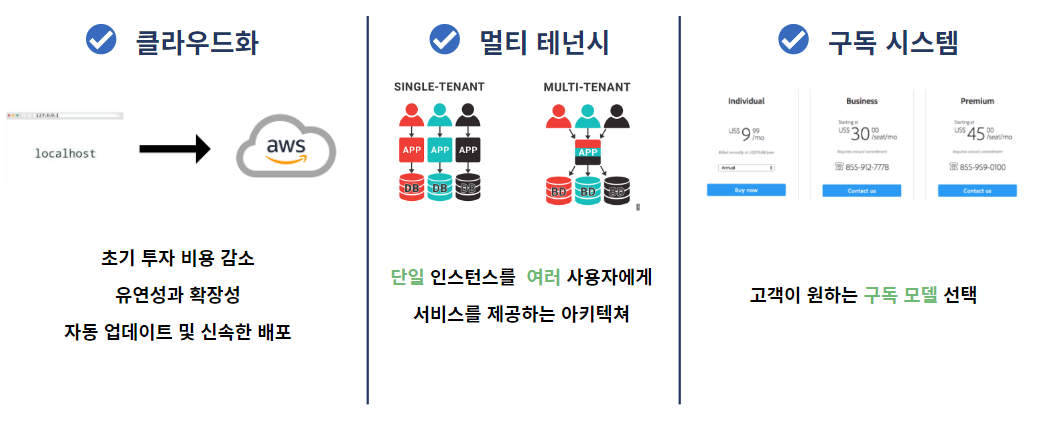 클라우드화
127.0.0.1
localhost
aws
초기 투자 비용 감소
유연성과 확장성
자동 업데이트 및 신속한 배포
멀티 테넌시
SINGLE-TENANT
MULTI-TENANT
APP APP APP
DB DB DB
APP
BD BD BD
단일 인스턴스를 여러 사용자에게
서비스를 제공하는 아키텍쳐
구독 시스템
Individual
US$ 9 99 /mo
Annual
Buy now
Business
Starting at
US$ 30 00 /seat/mo
Requires annual commitment
855-912-7778
Contact us
Premium
Starting at
US$ 45 00 /seat/mo
Requires annual commitment
855-959-0100
Contact us
고객이 원하는 구독 모델 선택